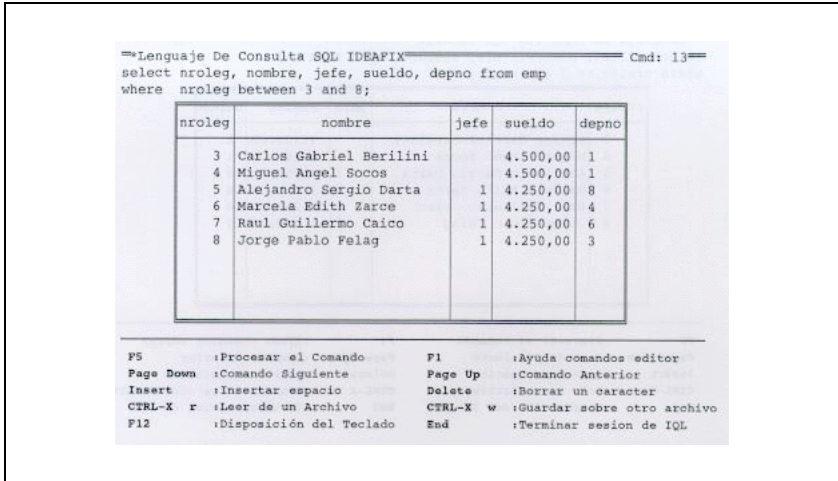 *Lenguaje De Consulta SQL IDEAFIX Cmd: 13
select nroleg, nombre, jefe, sueldo, depno from emp
where nroleg between 3 and 8;
nroleg nombre jefe sueldo depno
3 Carlos Gabriel Berilini 4.500,00 1
4 Miguel Angel Socos 4.500,00 1
5 Alejandro Sergio Darta 1 4.250,00 8
6 Marcela Edith Zarce 1 4.250,00 4
7 Raul Guillermo Caico 1 4.250,00 6
8 Jorge Pablo Felag 1 4.250,00 3
F5 :Procesar el Comando F1 :Ayuda comandos editor
Page Down :Comando Siguiente Page Up :Comando Anterior
Insert :Insertar espacio Delete :Borrar un caracter
CTRL-X r :Leer de un Archivo CTRL-X w :Guardar sobre otro archivo
F12 :Disposición del Teclado End :Terminar sesion de IQL